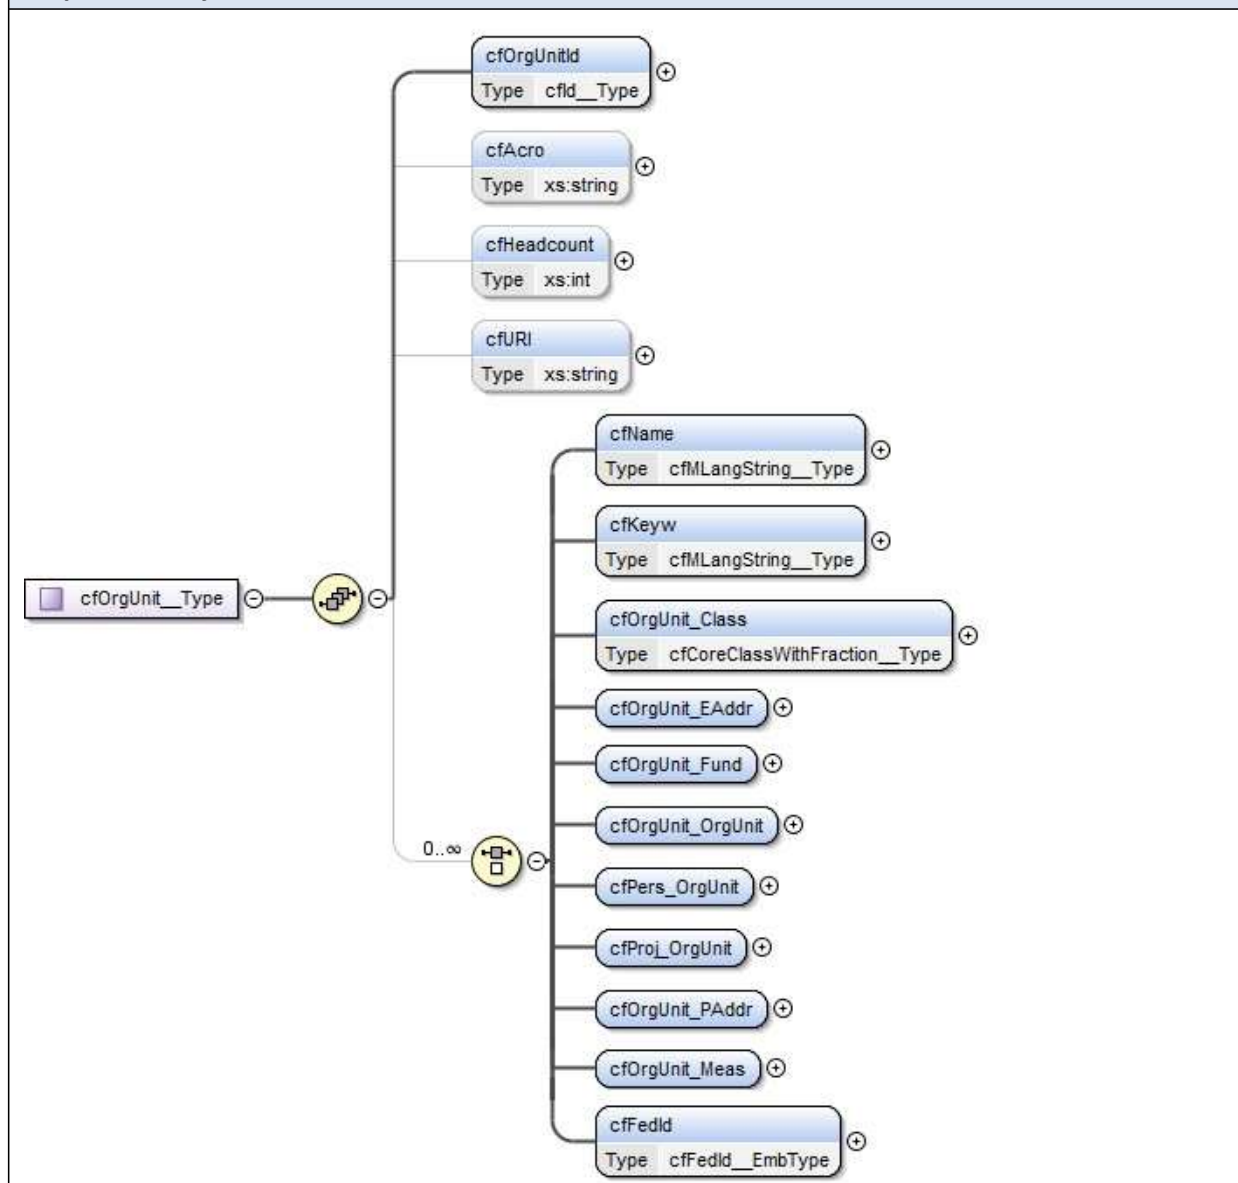 cfOrgUnitId
Type cfId__Type
cfAcro
Type xs:string
cfHeadcount
Type xs:int
cfURI
Type xs:string
cfName
Type cfMLangString__Type
cfKeyw
Type cfMLangString__Type
cfOrgUnit__Type
cfOrgUnit_Class
Type cfCoreClassWithFraction__Type
cfOrgUnit_EAddr
cfOrgUnit_Fund
cfOrgUnit_OrgUnit
0..∞
cfPers_OrgUnit
cfProj_OrgUnit
cfOrgUnit_PAddr
cfOrgUnit_Meas
cfFedId
Type cfFedId__EmbType